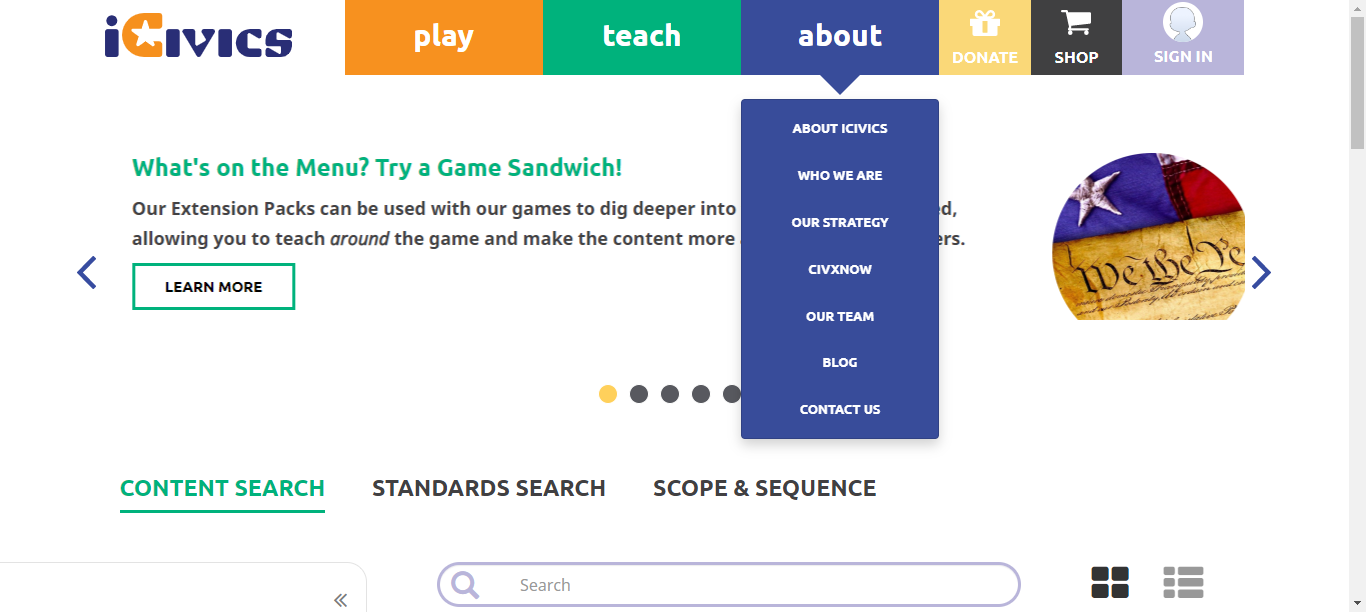 iCivics
play
teach
about
DONATE
SHOP
SIGN IN
ABOUT ICIVICS
WHO WE ARE
OUR STRATEGY
CIVXNOW
OUR TEAM
BLOG
CONTACT US
What's on the Menu? Try a Game Sandwich!
Our Extension Packs can be used with our games to dig deeper into
allowing you to teach around the game and make the content more
LEARN MORE
We the Pe
CONTENT SEARCH
STANDARDS SEARCH
SCOPE & SEQUENCE
Search